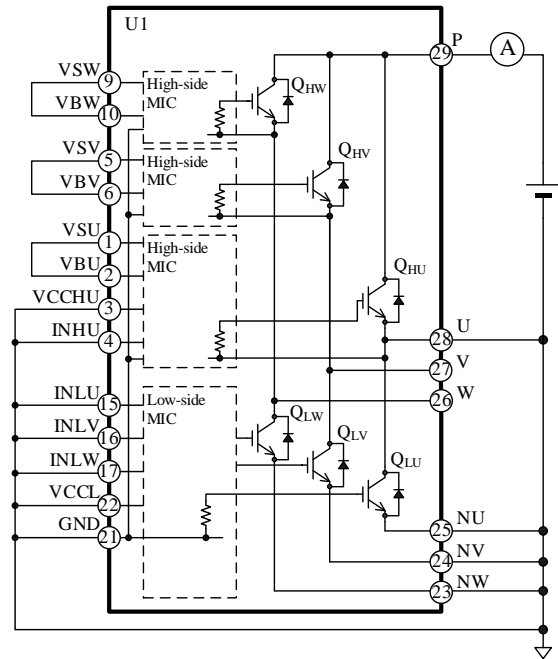 U1
P
29
A
VSW
9
High-side
MIC
QHW
VBW
10
VSV
5
High-side
MIC
QHV
VBV
6
VSU
1
High-side
MIC
VBU
2
QHU
VCCHU
3
U
28
INHU
4
V
27
W
26
INLU
15
Low-side
MIC
QLW
INLV
16
QLV
INLW
17
QLU
VCCL
22
NU
25
GND
21
NV
24
NW
23